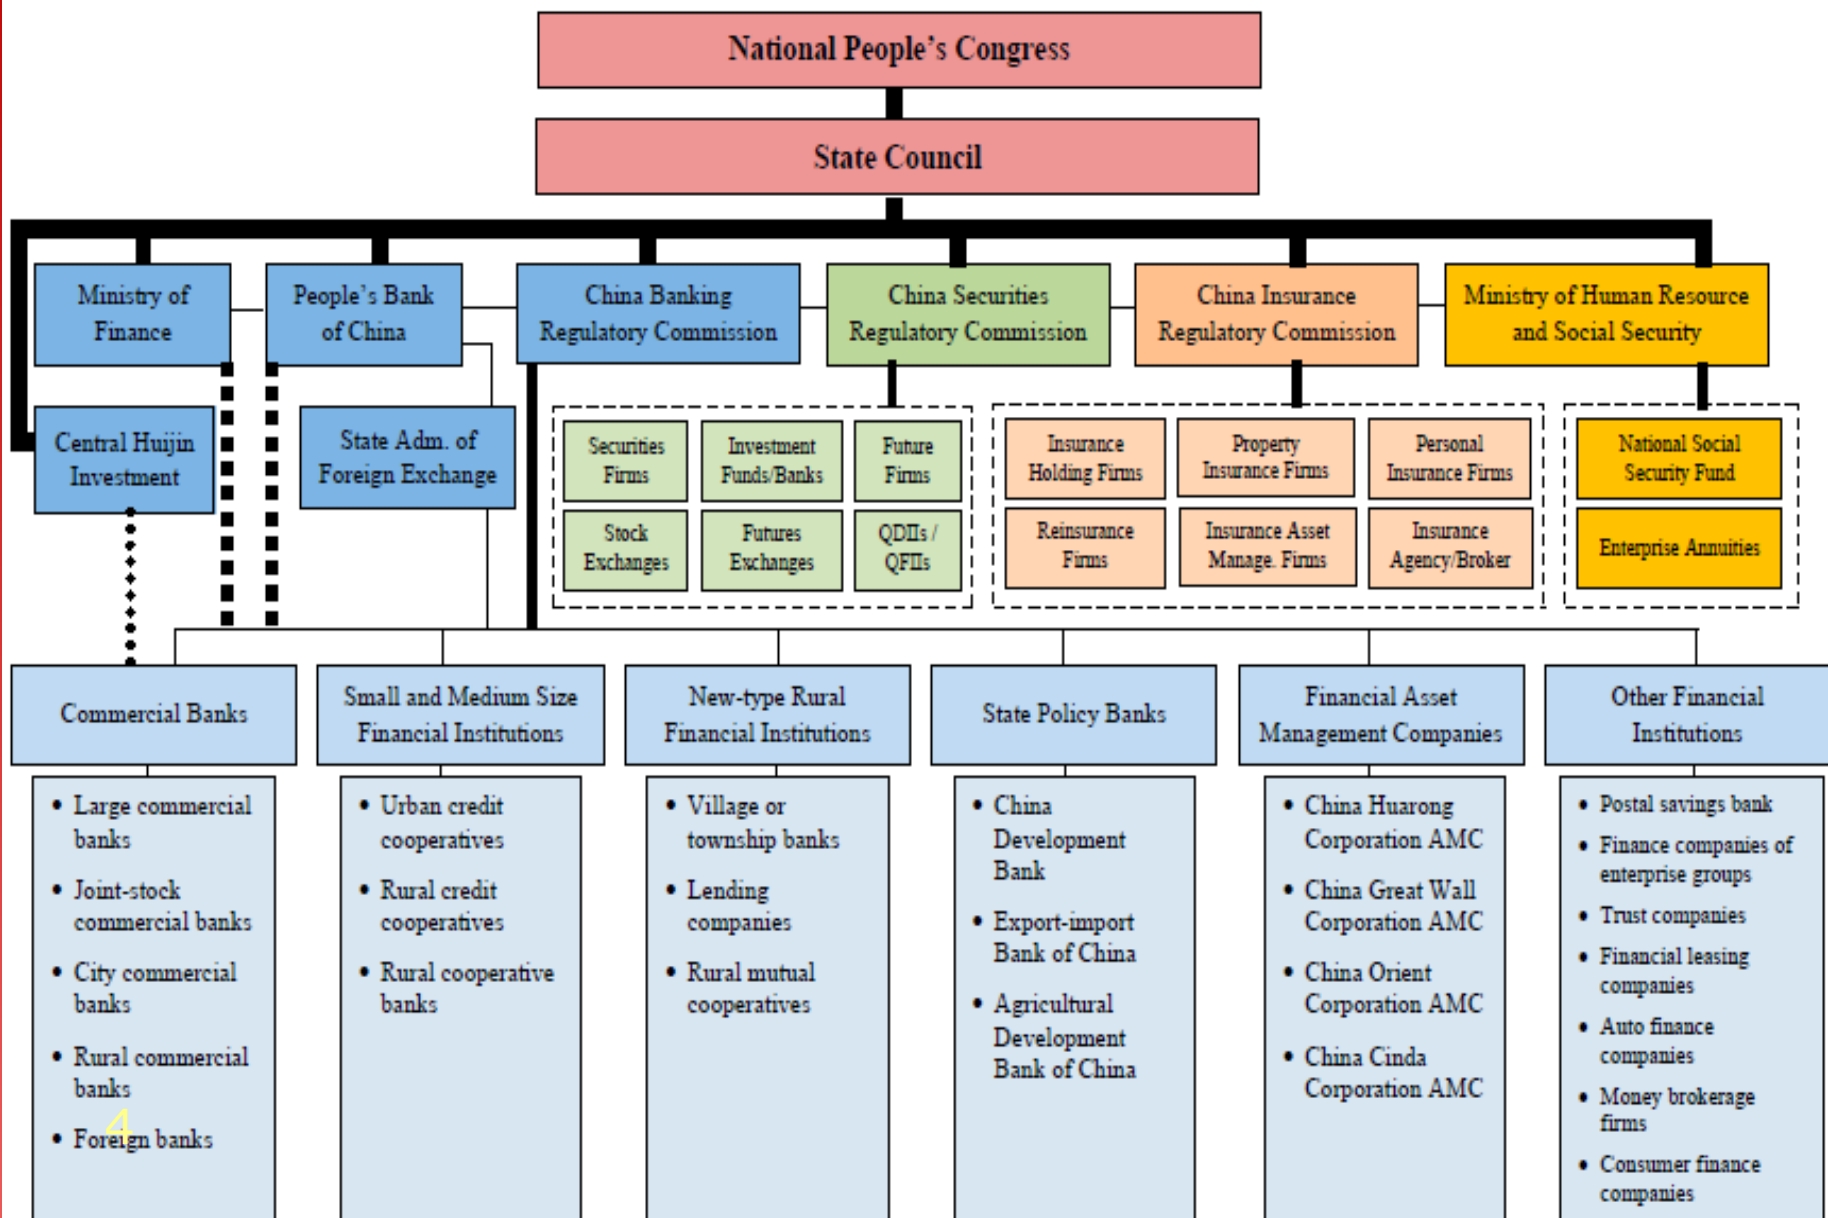 National People's Congress
State Council
Ministry of
Finance
People's Bank
of China
China Banking
Regulatory Commission
China Securities
Regulatory Commission
China Insurance
Regulatory Commission
Ministry of Human Resource
and Social Security
Central Huijin
Investment
State Adm. of
Foreign Exchange
Securities
Firms
Investment
Funds/Banks
Future
Firms
Stock
Exchanges
Futures
Exchanges
QDIIs /
QFIIs
Insurance
Holding Firms
Property
Insurance Firms
Personal
Insurance Firms
Reinsurance
Firms
Insurance Asset
Manage. Firms
Insurance
Agency/Broker
National Social
Security Fund
Enterprise Annuities
Commercial Banks
• Large commercial
banks
• Joint-stock
commercial banks
• City commercial
banks
• Rural commercial
banks
• Foreign banks
4
Small and Medium Size
Financial Institutions
• Urban credit
cooperatives
• Rural credit
cooperatives
• Rural cooperative
banks
New-type Rural
Financial Institutions
• Village or
township banks
• Lending
companies
• Rural mutual
cooperatives
State Policy Banks
• China
Development
Bank
• Export-import
Bank of China
• Agricultural
Development
Bank of China
Financial Asset
Management Companies
• China Huarong
Corporation AMC
• China Great Wall
Corporation AMC
• China Orient
Corporation AMC
• China Cinda
Corporation AMC
Other Financial
Institutions
• Postal savings bank
• Finance companies of
enterprise groups
• Trust companies
• Financial leasing
companies
• Auto finance
companies
• Money brokerage
firms
• Consumer finance
companies